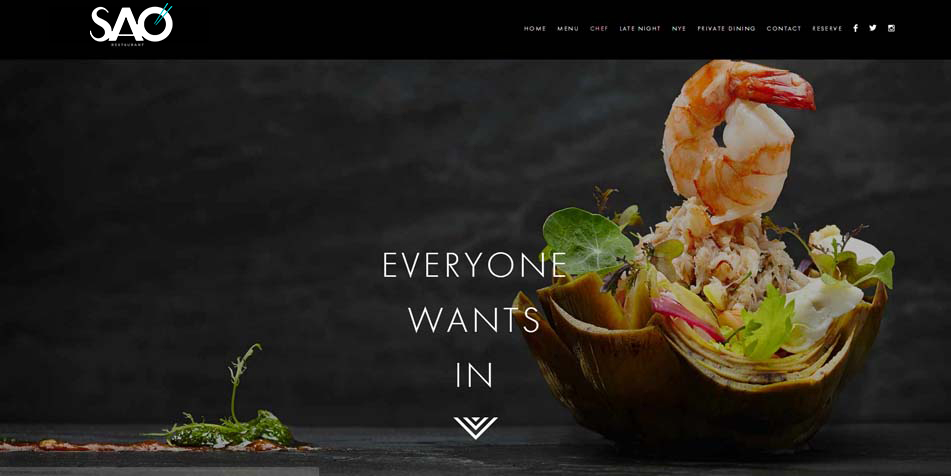 SAO
RESTAURANT
HOME MENU CHEF LATE NIGHT NYE PRIVATE DINING CONTACT RESERVE
EVERYONE
WANTS
IN